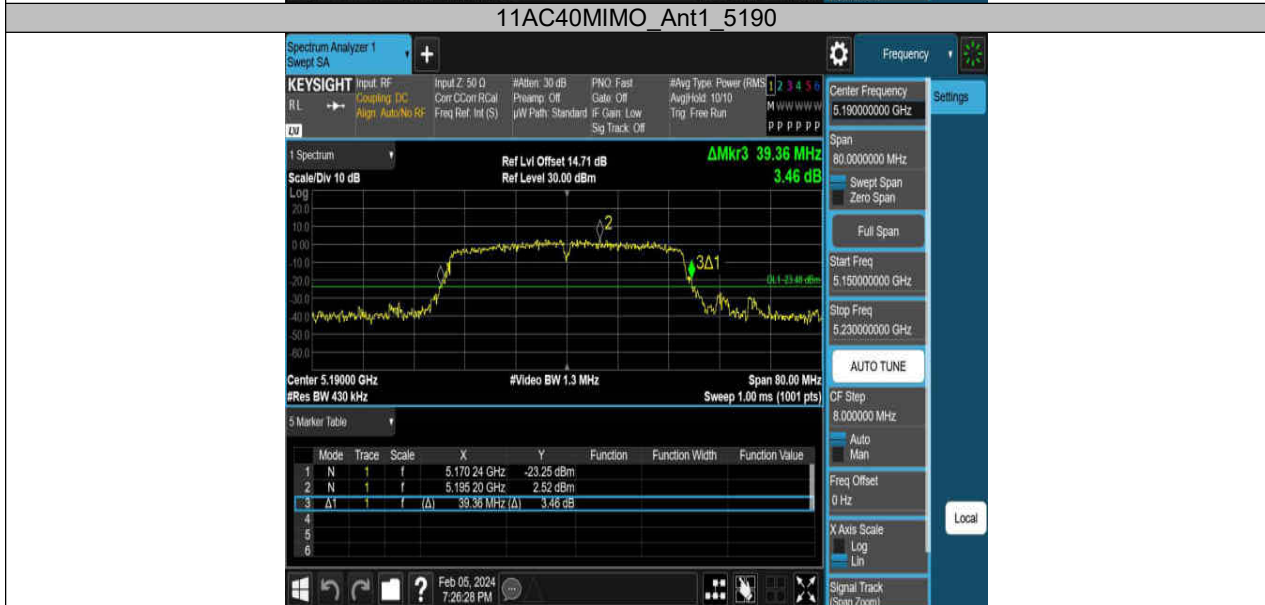 11AC40MIMO_Ant1_5190
Spectrum Analyzer 1
Swept SA
+
Frequency
KEYSIGHT
RL
LXI
Input: RF
Coupling: DC
Align: Auto/No RF
Input Z: 50 Ω
Corr CCorr RCal
Freq Ref: Int (S)
#Atten: 30 dB
Preamp: Off
µW Path: Standard
PNO: Fast
Gate: Off
IF Gain: Low
Sig Track: Off
#Avg Type: Power (RMS
Avg|Hold: 10/10
Trig: Free Run
1 2 3 4 5 6
M W W W W W
P P P P P P
Center Frequency
5.190000000 GHz
Settings
1 Spectrum
Scale/Div 10 dB
Ref Lvl Offset 14.71 dB
Ref Level 30.00 dBm
ΔMkr3 39.36 MHz
3.46 dB
Span
80.0000000 MHz
Swept Span
Zero Span
Log
20.0
10.0
0.00
-10.0
-20.0
-30.0
-40.0
-50.0
-60.0
2
3Δ1
DL1 -23.48 dBm
Full Span
Start Freq
5.150000000 GHz
Stop Freq
5.230000000 GHz
AUTO TUNE
Center 5.19000 GHz
#Video BW 1.3 MHz
Span 80.00 MHz
#Res BW 430 kHz
Sweep 1.00 ms (1001 pts)
CF Step
8.000000 MHz
Auto
Man
5 Marker Table
Mode Trace Scale X Y Function Function Width Function Value
1 N 1 f 5.170 24 GHz -23.25 dBm
2 N 1 f 5.195 20 GHz 2.52 dBm
3 Δ1 1 f (Δ) 39.36 MHz (Δ) 3.46 dB
4
5
6
Freq Offset
0 Hz
X Axis Scale
Log
Lin
Local
Signal Track
(Span Zoom)
?
Feb 05, 2024
7:26:28 PM